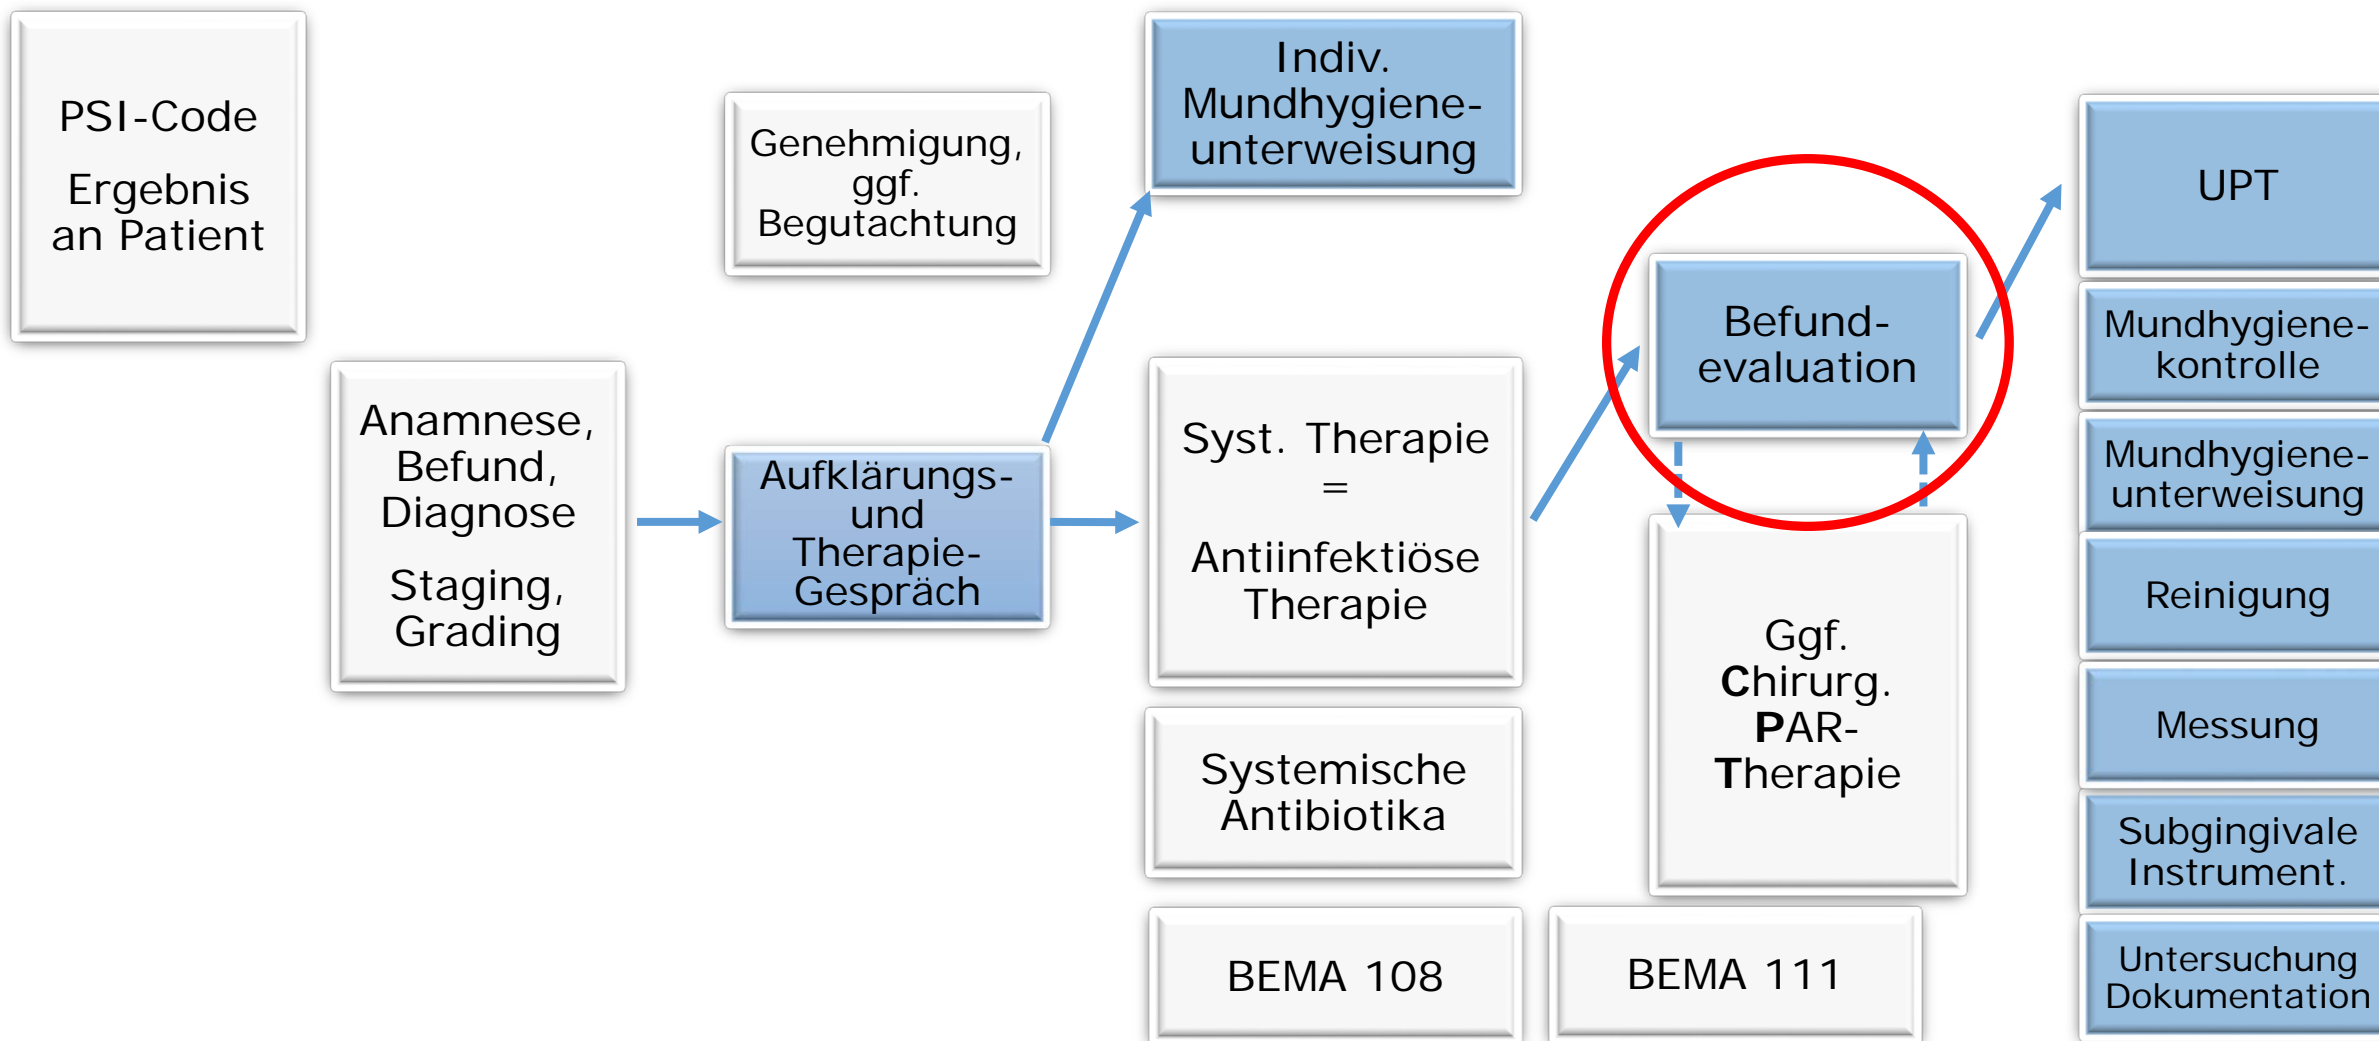 PSI-Code
Ergebnis
an Patient
Anamnese,
Befund,
Diagnose
Staging,
Grading
Genehmigung,
ggf.
Begutachtung
Aufklärungs-
und
Therapie-
Gespräch
Indiv.
Mundhygiene-
unterweisung
Syst. Therapie
=
Antiinfektiöse
Therapie
Systemische
Antibiotika
BEMA 108
Befund-
evaluation
Ggf.
Chirurg.
PAR-
Therapie
BEMA 111
UPT
Mundhygiene-
kontrolle
Mundhygiene-
unterweisung
Reinigung
Messung
Subgingivale
Instrument.
Untersuchung
Dokumentation